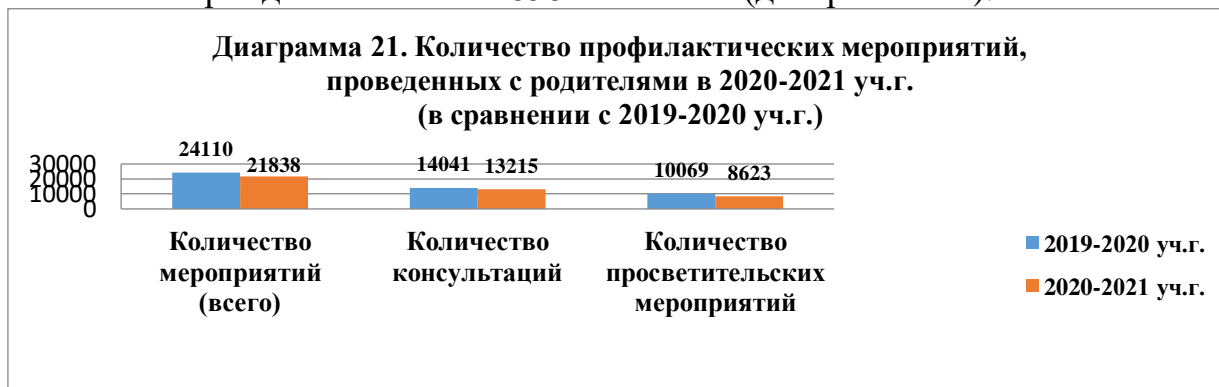 Диаграмма 21. Количество профилактических мероприятий,
проведенных с родителями в 2020-2021 уч.г.
(в сравнении с 2019-2020 уч.г.)
30000
20000
10000
0
24110
21838
14041
13215
10069
8623
Количество
мероприятий
(всего)
Количество
консультаций
Количество
просветительских
мероприятий
2019-2020 уч.г.
2020-2021 уч.г.